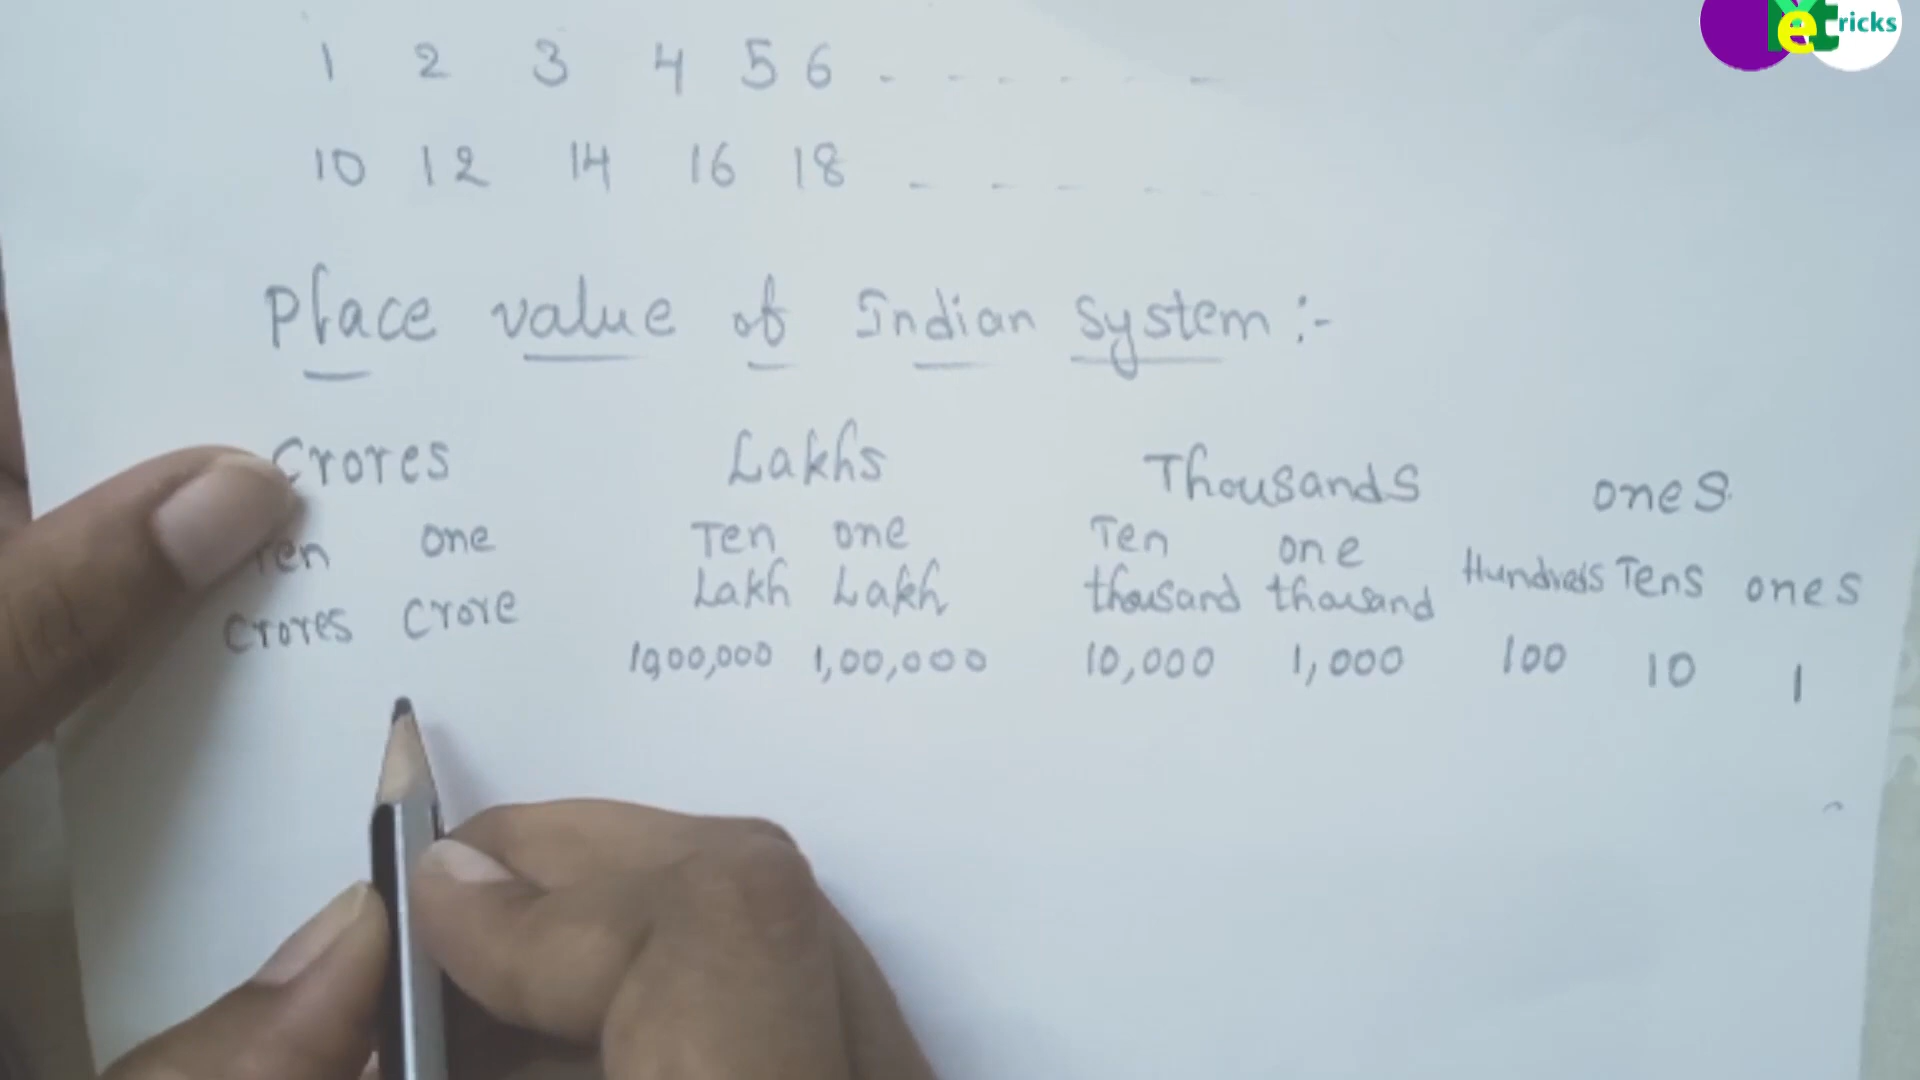 etricks
1 2 3 4 5 6 - - - - - -
10 12 14 16 18 - - - - -
Place value of Indian System :-
Crores Lakhs Thousands ones
Ten one Ten one Ten one Hundreds Tens ones
Crores Crore Lakh Lakh thousand thousand
10,00,000 1,00,000 10,000 1,000 100 10 1